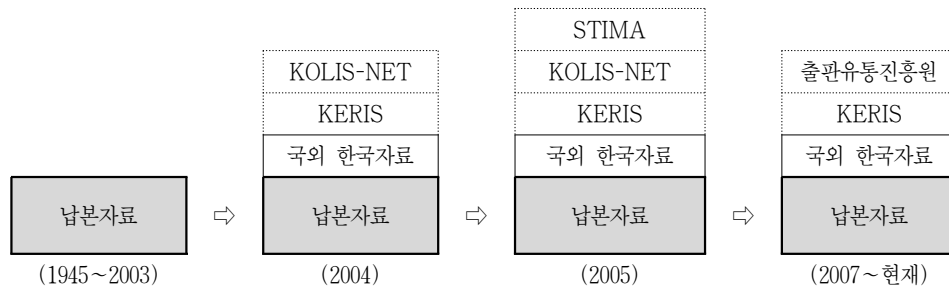 STIMA
KOLIS-NET KOLIS-NET 출판유통진흥원
KERIS KERIS KERIS
국외 한국자료 국외 한국자료 국외 한국자료
납본자료 ⇨ 납본자료 ⇨ 납본자료 ⇨ 납본자료
(1945~2003) (2004) (2005) (2007~현재)